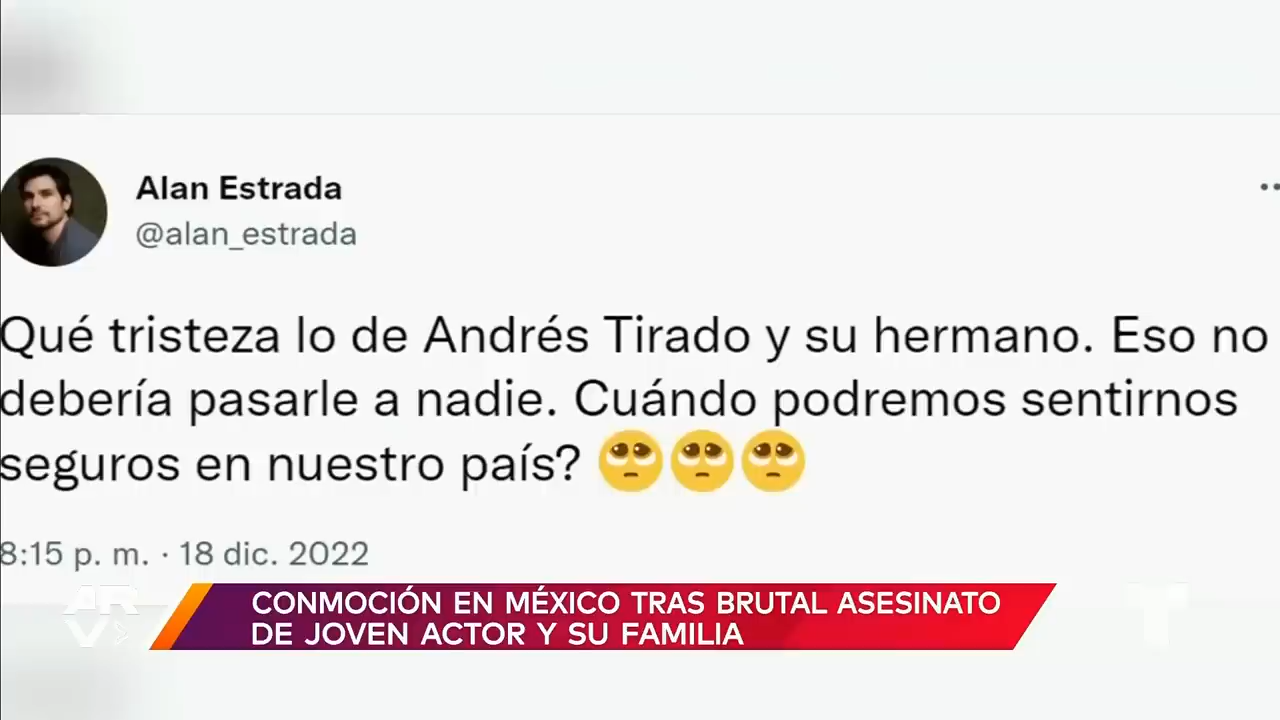 Alan Estrada
@alan_estrada
Qué tristeza lo de Andrés Tirado y su hermano. Eso no
debería pasarle a nadie. Cuándo podremos sentirnos
seguros en nuestro país? 🥺🥺🥺
8:15 p. m. · 18 dic. 2022
ARV
CONMOCIÓN EN MÉXICO TRAS BRUTAL ASESINATO
DE JOVEN ACTOR Y SU FAMILIA
T